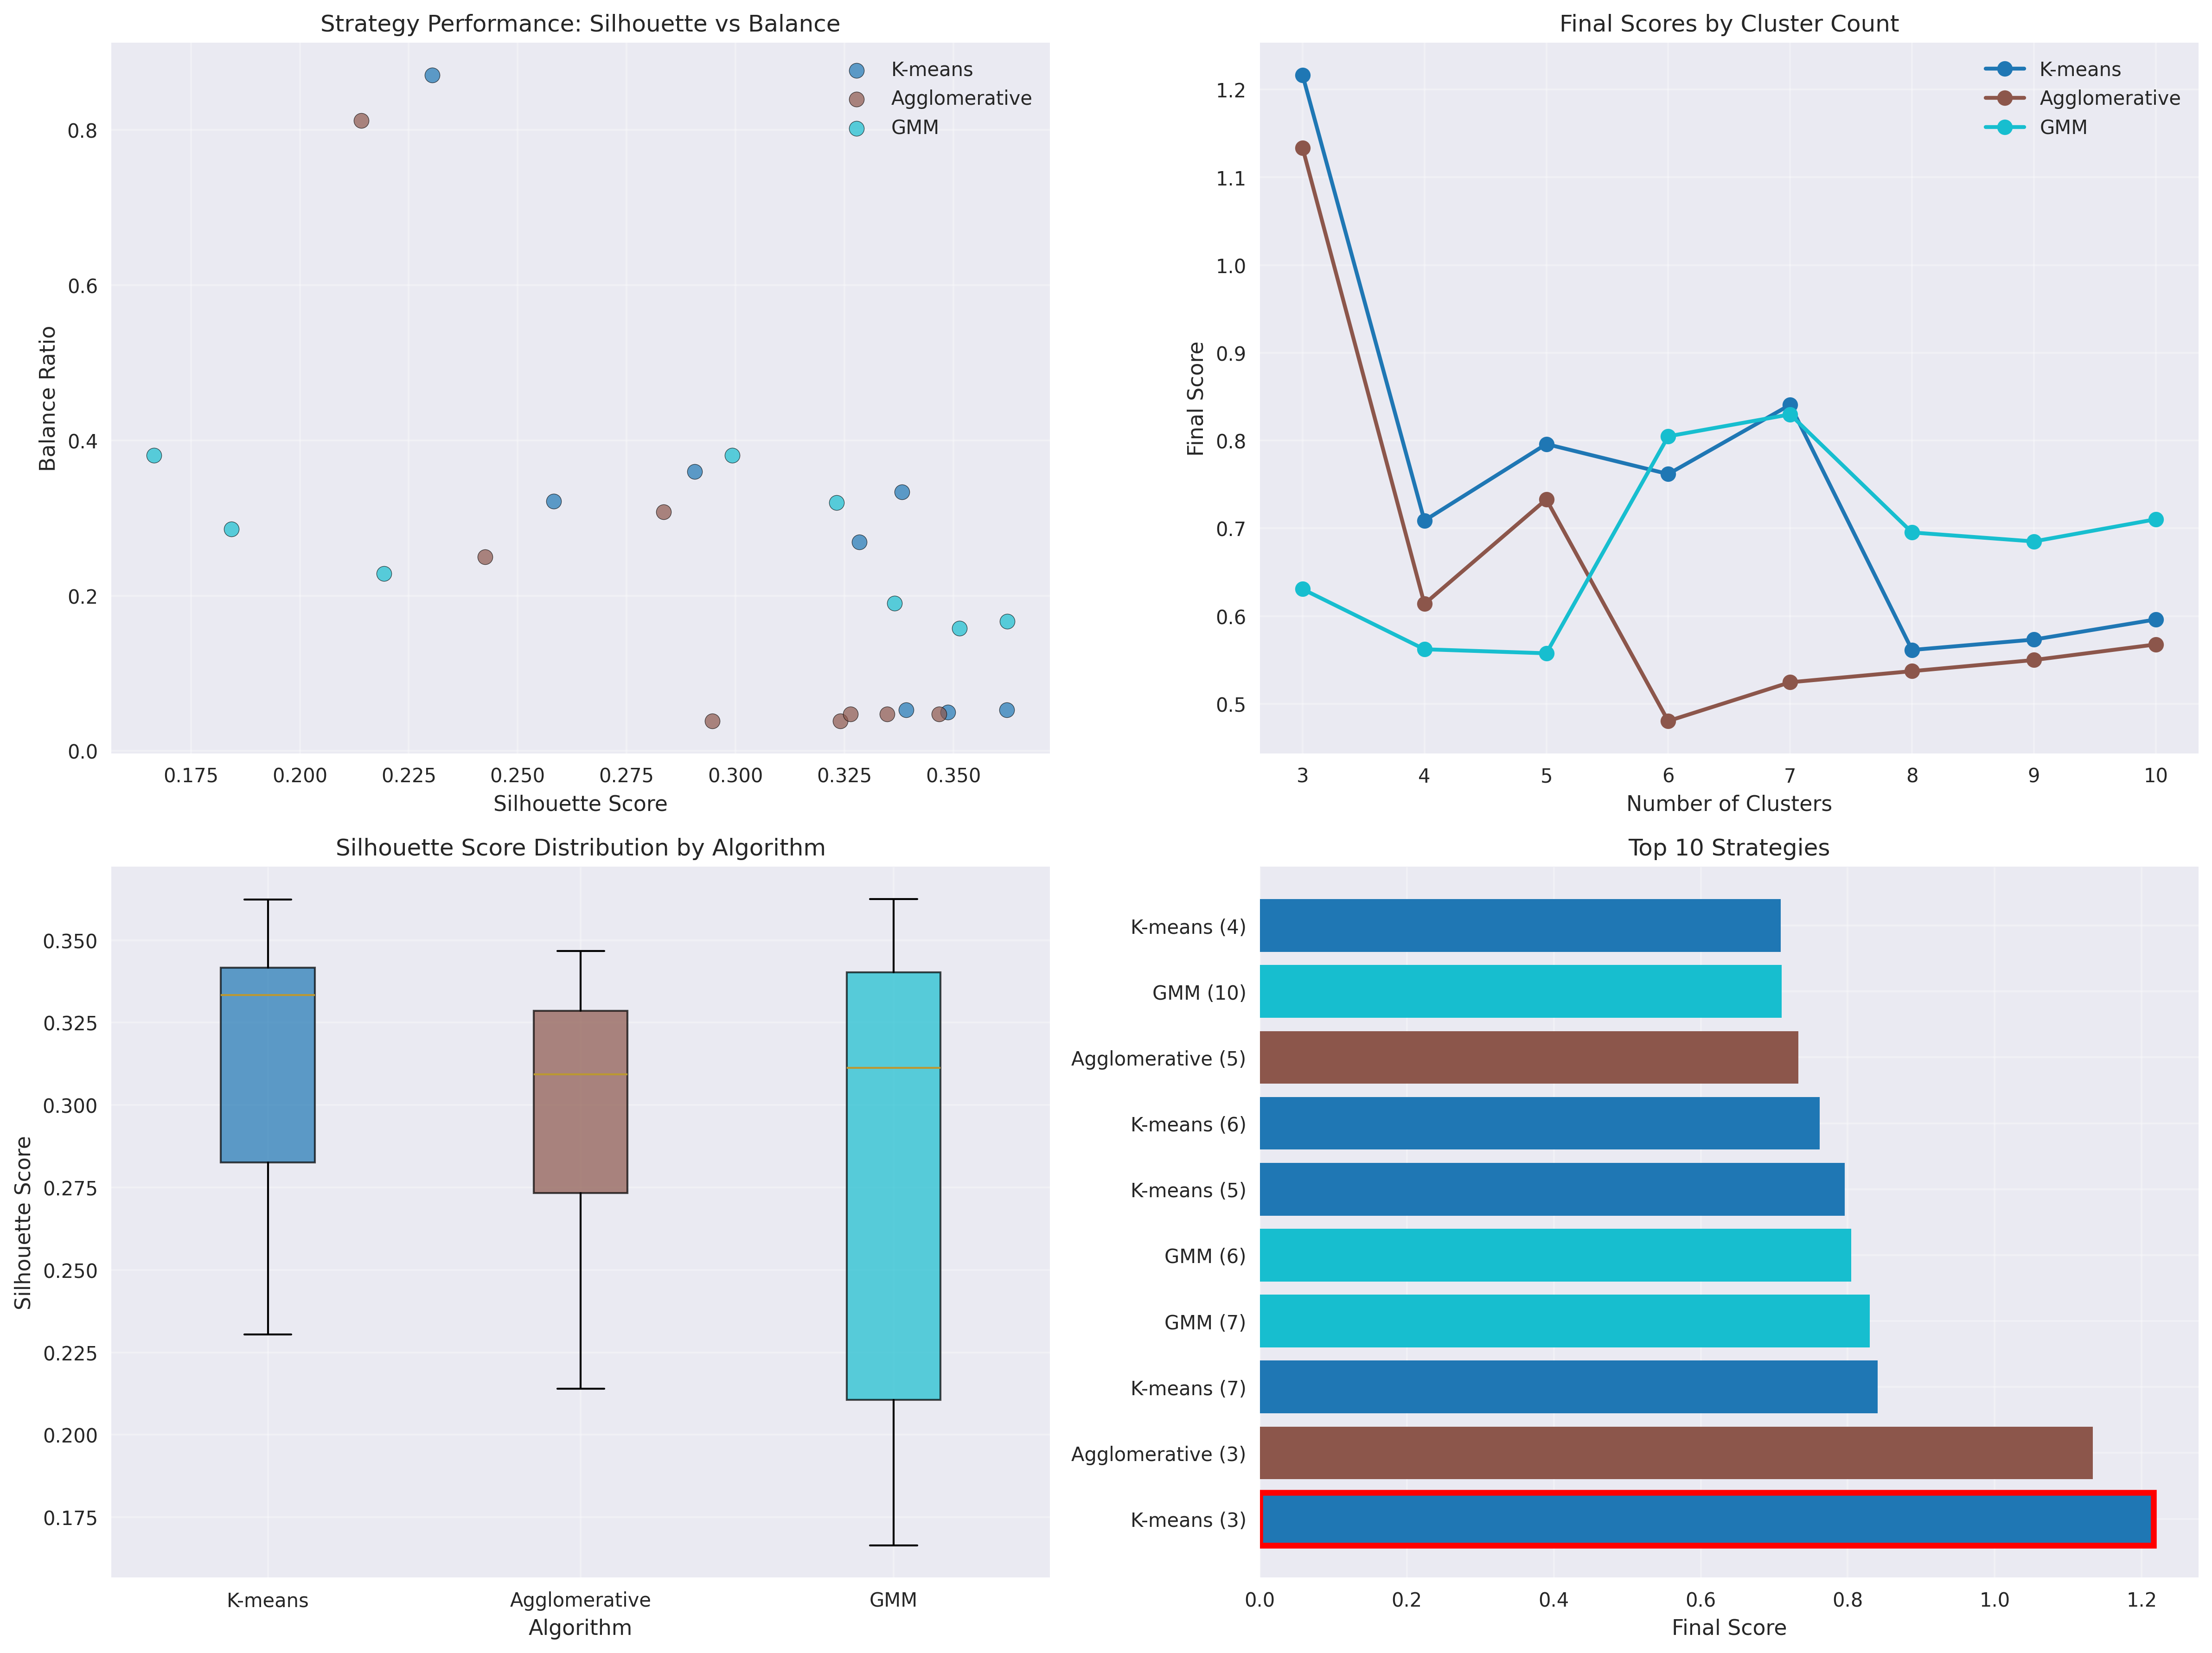 Strategy Performance: Silhouette vs Balance
K-means
Agglomerative
GMM
0.8
0.6
0.4
0.2
0.0
Balance Ratio
0.175 0.200 0.225 0.250 0.275 0.300 0.325 0.350
Silhouette Score
Final Scores by Cluster Count
K-means
Agglomerative
GMM
1.2
1.1
1.0
0.9
0.8
0.7
0.6
0.5
Final Score
3 4 5 6 7 8 9 10
Number of Clusters
Silhouette Score Distribution by Algorithm
0.350
0.325
0.300
0.275
0.250
0.225
0.200
0.175
Silhouette Score
K-means Agglomerative GMM
Algorithm
Top 10 Strategies
K-means (4)
GMM (10)
Agglomerative (5)
K-means (6)
K-means (5)
GMM (6)
GMM (7)
K-means (7)
Agglomerative (3)
K-means (3)
0.0 0.2 0.4 0.6 0.8 1.0 1.2
Final Score